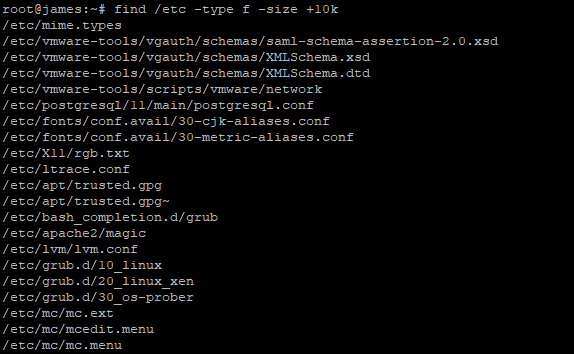 root@james:~# find /etc -type f -size +10k
/etc/mime.types
/etc/vmware-tools/vgauth/schemas/saml-schema-assertion-2.0.xsd
/etc/vmware-tools/vgauth/schemas/XMLSchema.xsd
/etc/vmware-tools/vgauth/schemas/XMLSchema.dtd
/etc/vmware-tools/scripts/vmware/network
/etc/postgresql/11/main/postgresql.conf
/etc/fonts/conf.avail/30-cjk-aliases.conf
/etc/fonts/conf.avail/30-metric-aliases.conf
/etc/X11/rgb.txt
/etc/ltrace.conf
/etc/apt/trusted.gpg
/etc/apt/trusted.gpg~
/etc/bash_completion.d/grub
/etc/apache2/magic
/etc/lvm/lvm.conf
/etc/grub.d/10_linux
/etc/grub.d/20_linux_xen
/etc/grub.d/30_os-prober
/etc/mc/mc.ext
/etc/mc/mcedit.menu
/etc/mc/mc.menu